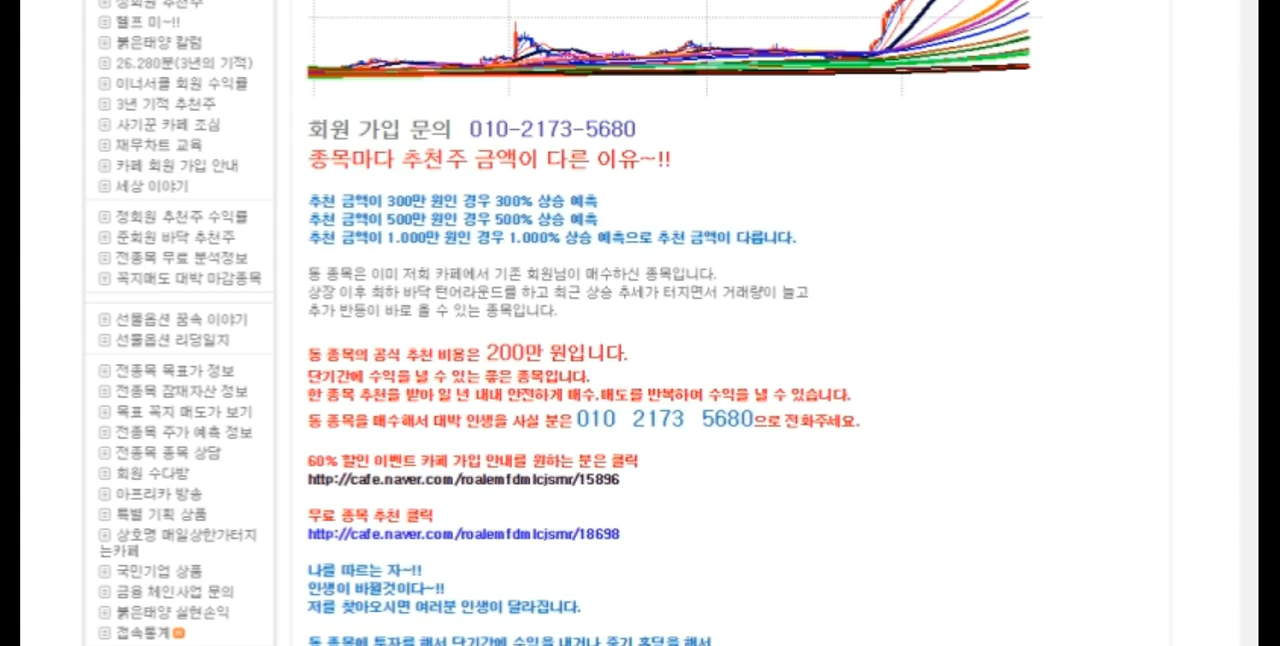 헬프 미~!!
붉은태양 칼럼
26.280분(3년의 기적)
이너서클 회원 수익률
3년 기적 추천주
사기꾼 카페 조심
재무차트 교육
카페 회원 가입 안내
세상 이야기
정회원 추천주 수익률
준회원 바닥 추천주
전종목 무료 분석정보
꼭지매도 대박 마감종목
선물옵션 꿈속 이야기
선물옵션 리딩일지
전종목 목표가 정보
전종목 잠재자산 정보
목표 꼭지 매도가 보기
전종목 주가 예측 정보
전종목 종목 상담
회원 수다방
아프리카 방송
특별 기획 상품
상호명 매일상한가터지
는카페
국민기업 상품
금융 체인사업 문의
붉은태양 실현손익
접속통계
회원 가입 문의 010-2173-5680
종목마다 추천주 금액이 다른 이유~!!
추천 금액이 300만 원인 경우 300% 상승 예측
추천 금액이 500만 원인 경우 500% 상승 예측
추천 금액이 1.000만 원인 경우 1.000% 상승 예측으로 추천 금액이 다릅니다.
동 종목은 이미 저희 카페에서 기존 회원님이 매수하신 종목입니다.
상장 이후 최하 바닥 턴어라운드를 하고 최근 상승 추세가 터지면서 거래량이 늘고
추가 반등이 바로 올 수 있는 종목입니다.
동 종목의 공식 추천 비용은 200만 원입니다.
단기간에 수익을 낼 수 있는 좋은 종목입니다.
한 종목 추천을 받아 일 년 내내 안전하게 매수.매도를 반복하여 수익을 낼 수 있습니다.
동 종목을 매수해서 대박 인생을 사실 분은 010 2173 5680으로 전화주세요.
60% 할인 이벤트 카페 가입 안내를 원하는 분은 클릭
http://cafe.naver.com/roalemfdmlcjsmr/15896
무료 종목 추천 클릭
http://cafe.naver.com/roalemfdmlcjsmr/18698
나를 따르는 자~!!
인생이 바뀔것이다~!!
저를 찾아오시면 여러분 인생이 달라집니다.
동 종목에 투자를 해서 단기간에 수익을 내거나 중기 홀딩을 해서